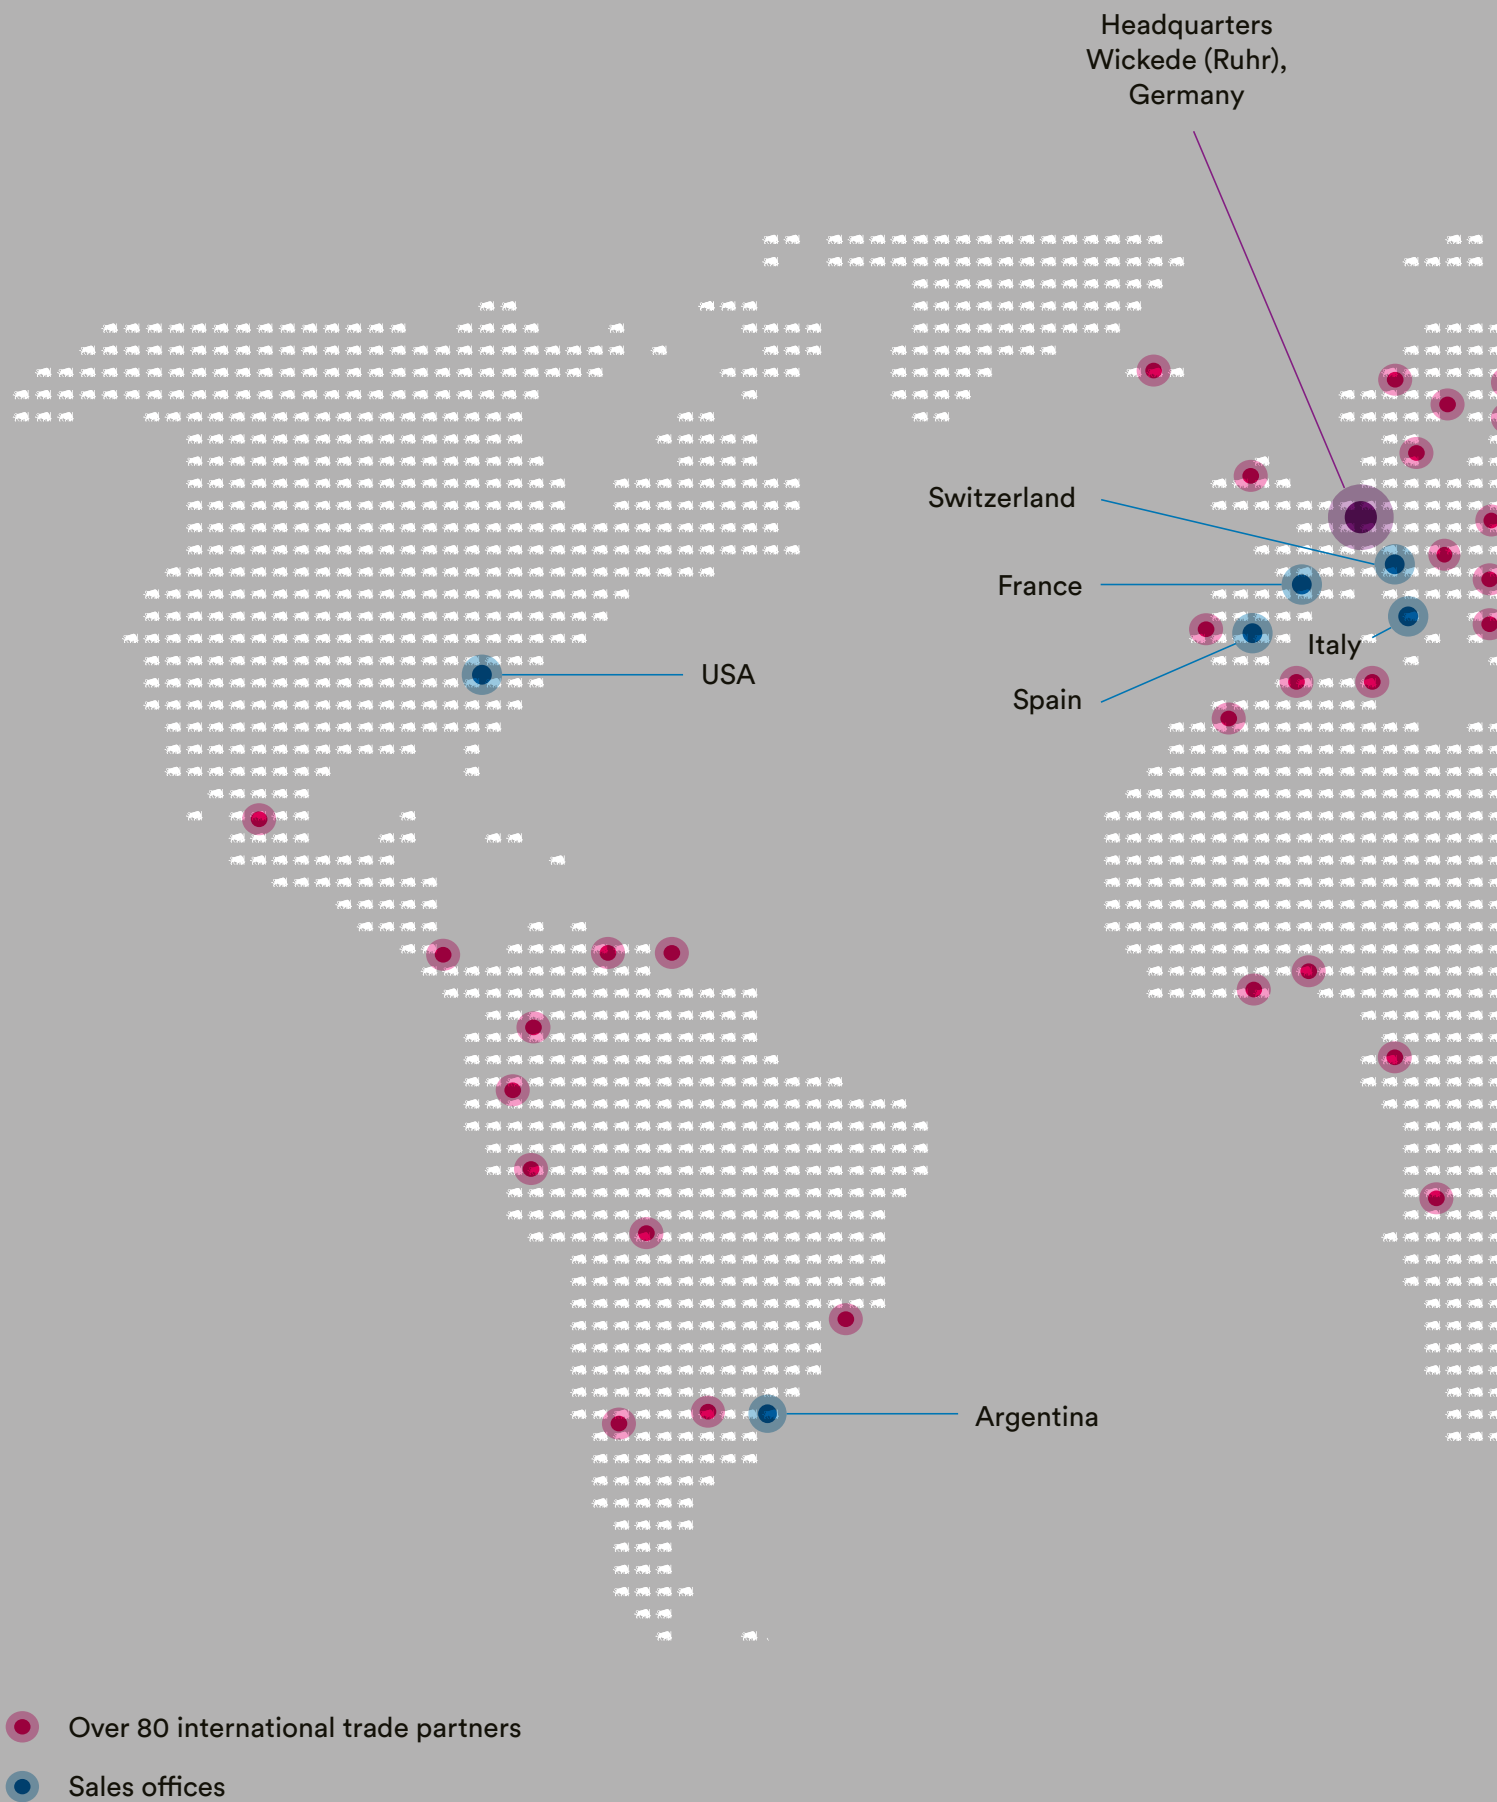 Headquarters
Wickede (Ruhr),
Germany
Switzerland
France
Italy
USA
Spain
Argentina
Over 80 international trade partners
Sales offices